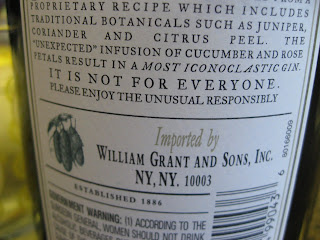 PROPRIETARY RECIPE WHICH INCLUDES
TRADITIONAL BOTANICALS SUCH AS JUNIPER,
CORIANDER AND CITRUS PEEL. THE
"UNEXPECTED" INFUSION OF CUCUMBER AND ROSE
PETALS RESULT IN A MOST ICONOCLASTIC GIN.
IT IS NOT FOR EVERYONE.
PLEASE ENJOY THE UNUSUAL RESPONSIBLY
Imported by
WILLIAM GRANT AND SONS, INC.
NY, NY. 10003
ESTABLISHED 1886
GOVERNMENT WARNING: (1) ACCORDING TO THE
SURGEON GENERAL, WOMEN SHOULD NOT DRINK